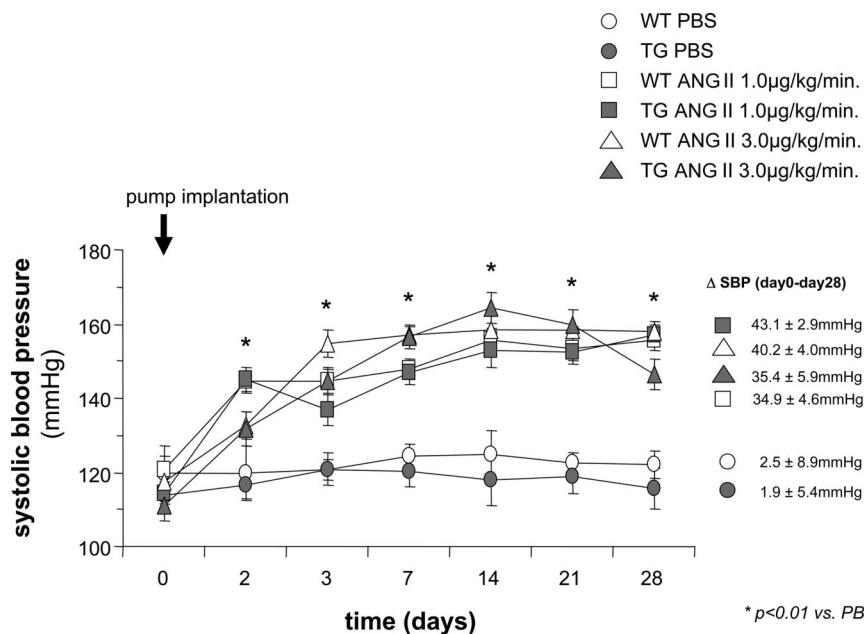 WT PBS
TG PBS
WT ANG II 1.0µg/kg/min.
TG ANG II 1.0µg/kg/min.
WT ANG II 3.0µg/kg/min.
TG ANG II 3.0µg/kg/min.
pump implantation
systolic blood pressure
(mmHg)
180
160
140
120
100
* * * * * *
0 2 3 7 14 21 28
time (days)
Δ SBP (day0-day28)
43.1 ± 2.9mmHg
40.2 ± 4.0mmHg
35.4 ± 5.9mmHg
34.9 ± 4.6mmHg
2.5 ± 8.9mmHg
1.9 ± 5.4mmHg
* p<0.01 vs. PB